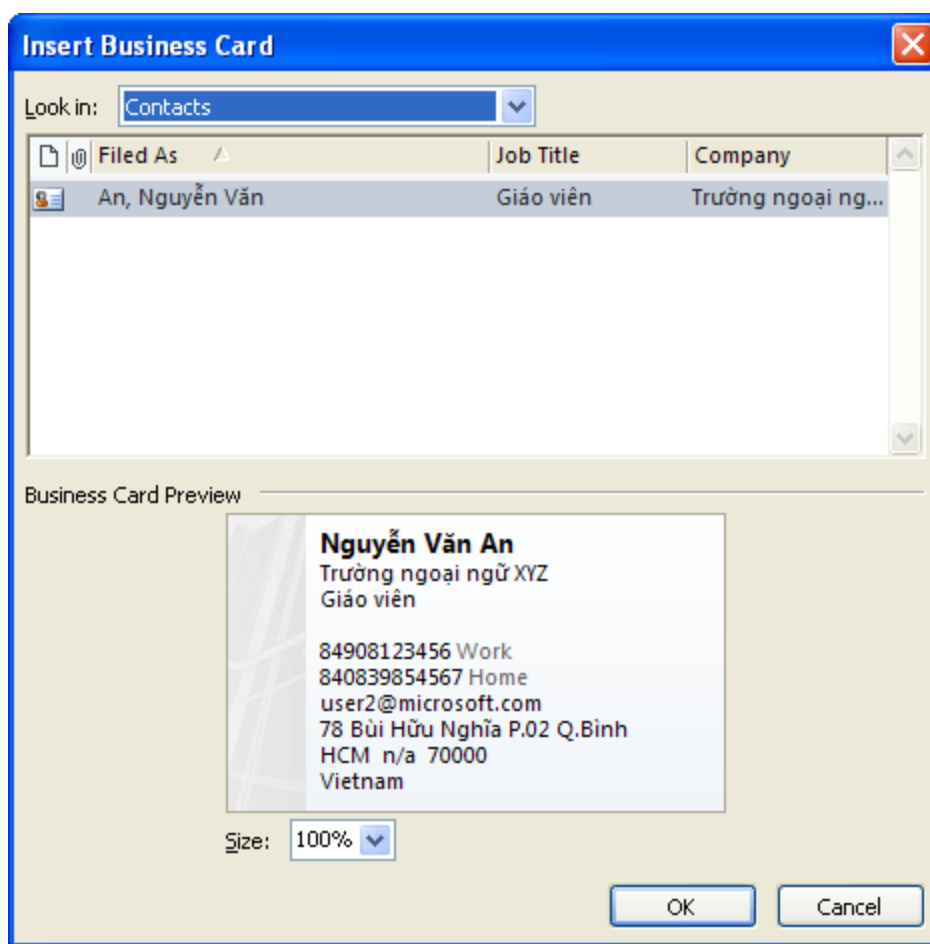 Insert Business Card
Look in: Contacts
Filed As Job Title Company
An, Nguyễn Văn Giáo viên Trường ngoại ng...
Business Card Preview
Nguyễn Văn An
Trường ngoại ngữ XYZ
Giáo viên
84908123456 Work
840839854567 Home
user2@microsoft.com
78 Bùi Hữu Nghĩa P.02 Q.Bình
HCM n/a 70000
Vietnam
Size: 100%
OK Cancel